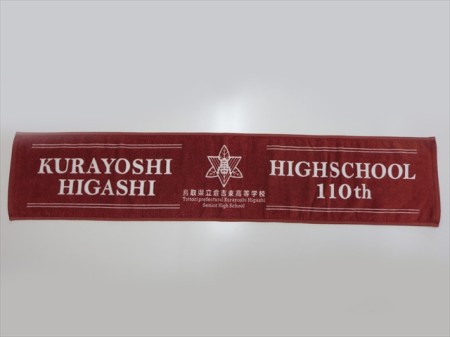 KURAYOSHI
HIGASHI
鳥取県立倉吉東高等学校
Tottori prefectural Kurayoshi Higashi
Senior High School
HIGHSCHOOL
110th